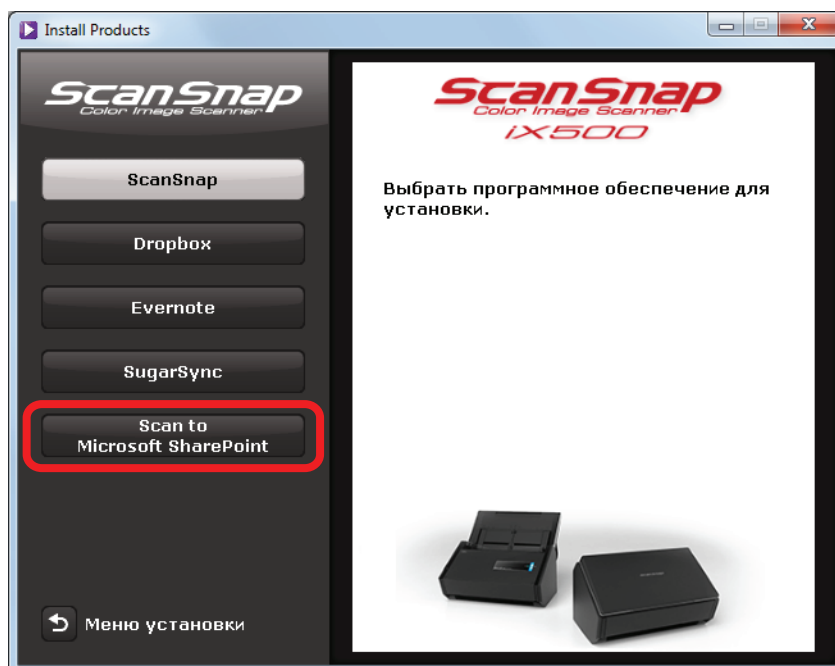 Install Products
ScanSnap
Color Image Scanner
ScanSnap
Dropbox
Evernote
SugarSync
Scan to
Microsoft SharePoint
Меню установки
ScanSnap
Color Image Scanner
iX500
Выбрать программное обеспечение для
установки.